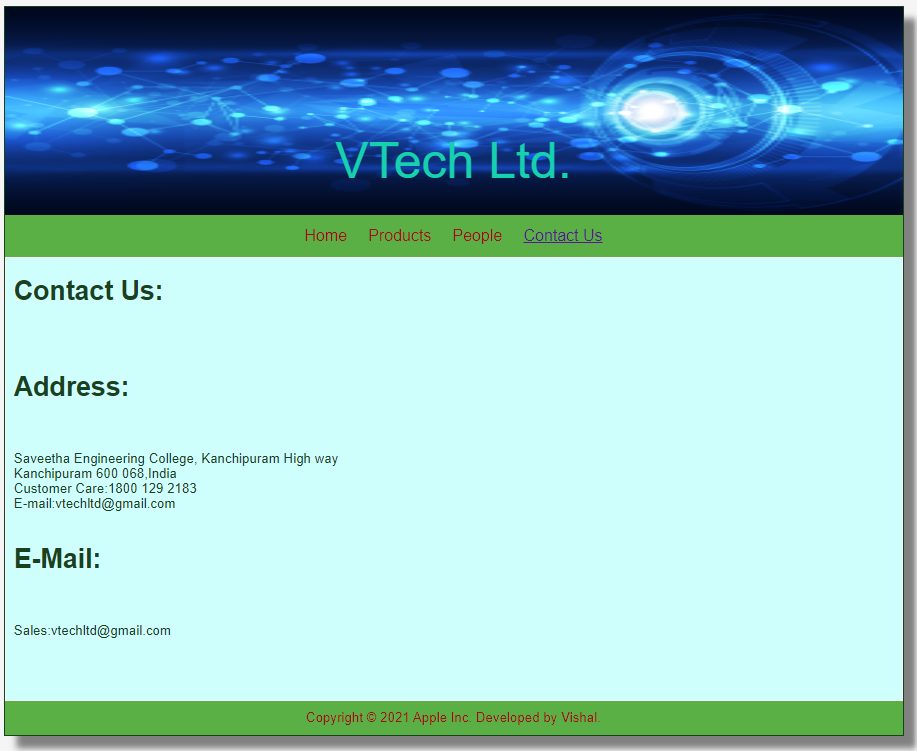 VTech Ltd.
Home Products People Contact Us
Contact Us:
Address:
Saveetha Engineering College, Kanchipuram High way
Kanchipuram 600 068,India
Customer Care:1800 129 2183
E-mail:vtechltd@gmail.com
E-Mail:
Sales:vtechltd@gmail.com
Copyright © 2021 Apple Inc. Developed by Vishal.